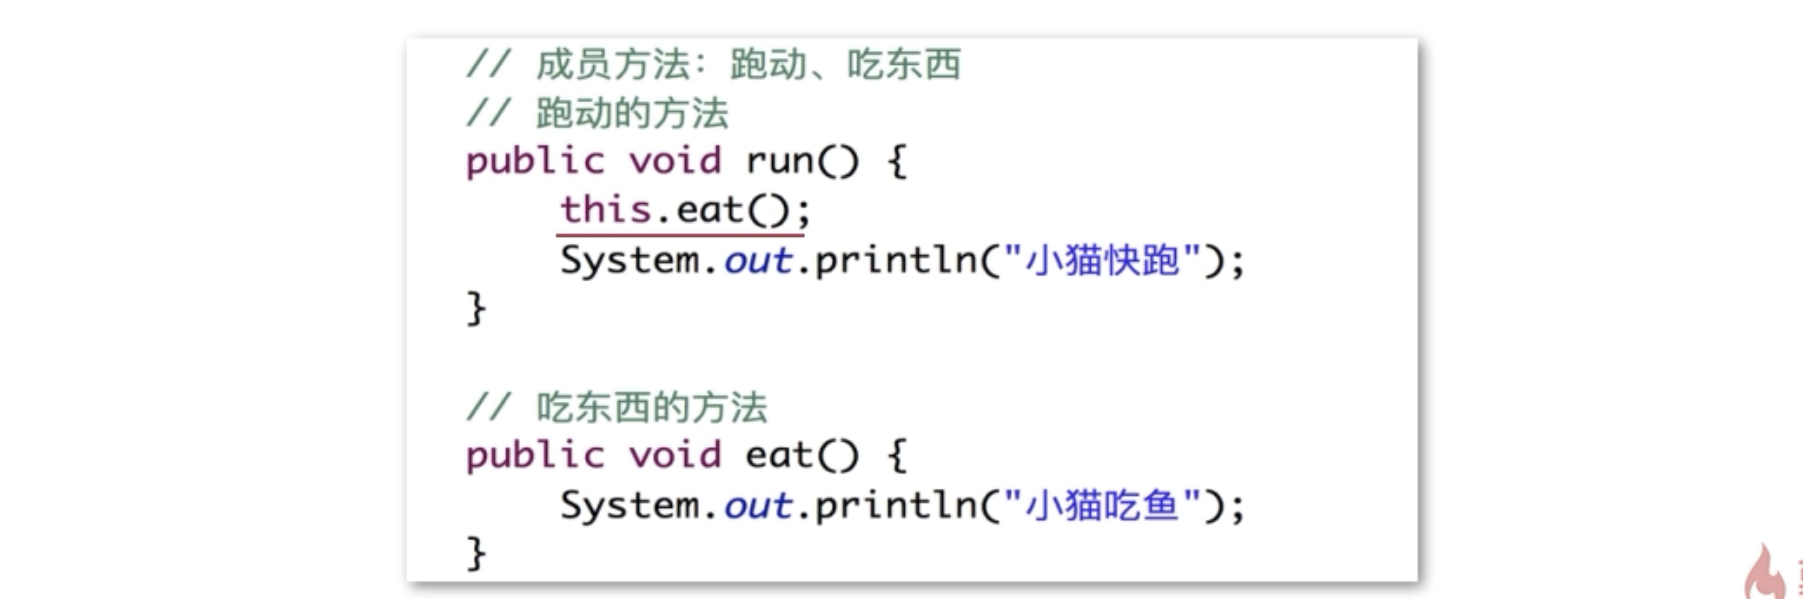 // 成员方法：跑动、吃东西
// 跑动的方法
public void run() {
    this.eat();
    System.out.println("小猫快跑");
}
// 吃东西的方法
public void eat() {
    System.out.println("小猫吃鱼");
}